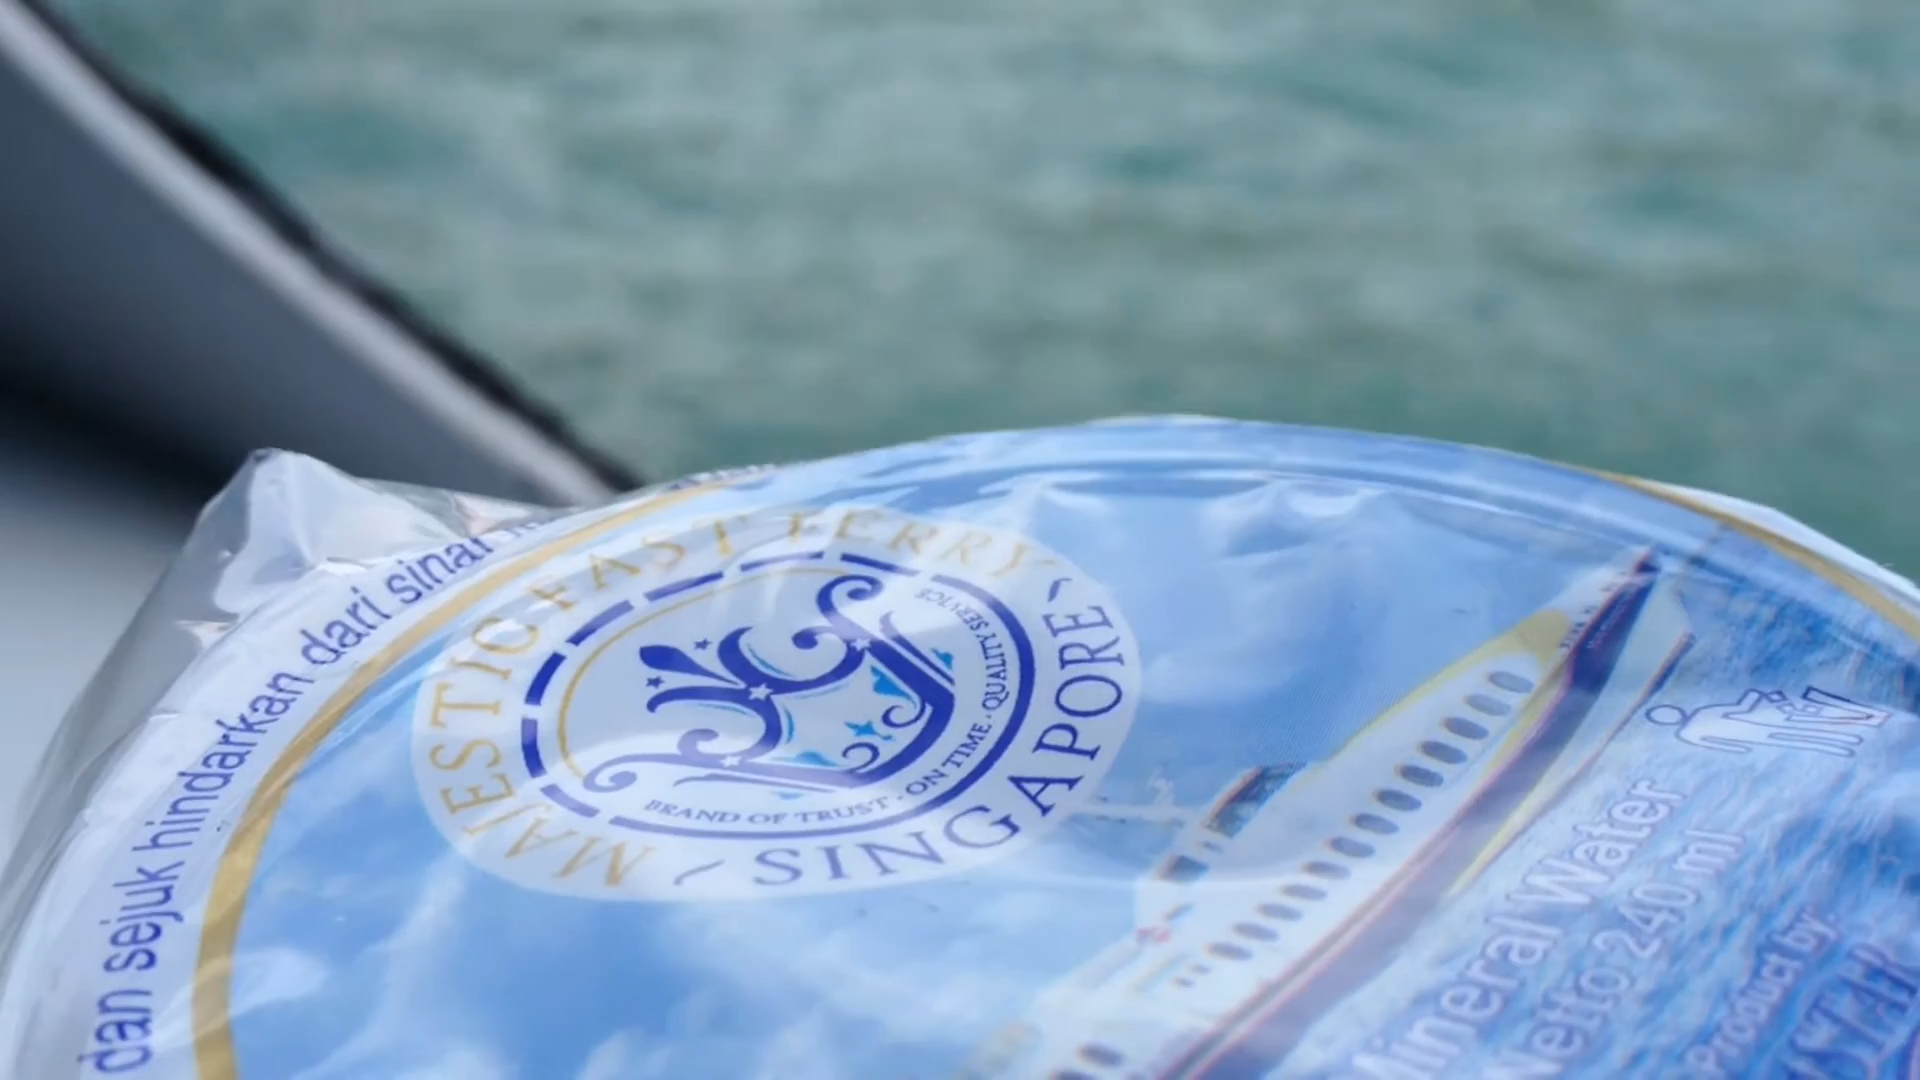 dan sejuk hindarkan dari sinar
MAJESTIC FAST FERRY
SINGAPORE
BRAND OF TRUST . ON TIME . QUALITY SERVICE
Mineral Water
Netto 240 ml
Product by: